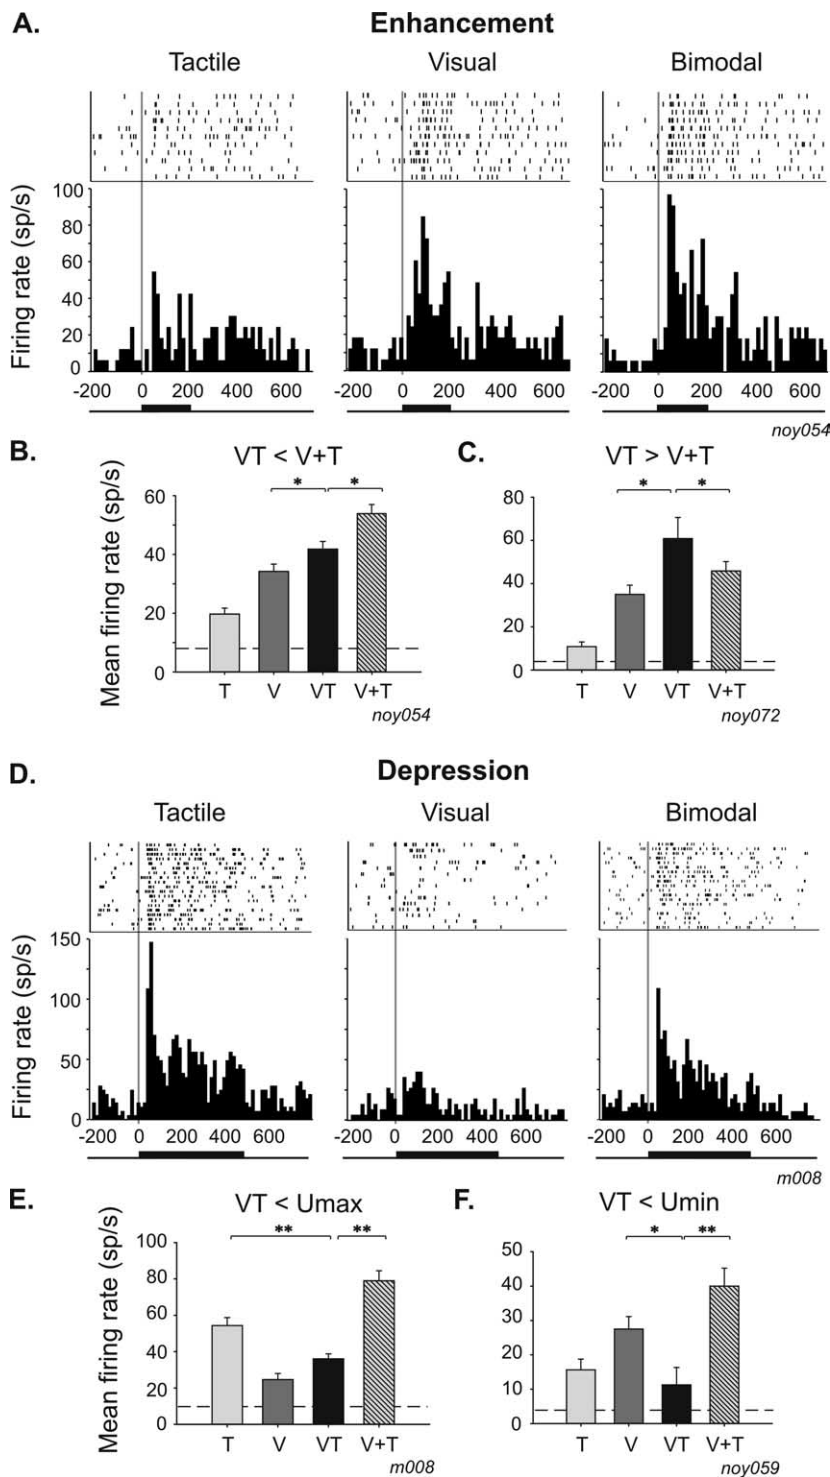 A. Enhancement
Tactile Visual Bimodal
Firing rate (sp/s)
100
80
60
40
20
0
-200 0 200 400 600 -200 0 200 400 600 -200 0 200 400 600
noy054
B. VT < V+T
* *
Mean firing rate (sp/s)
60
40
20
0
T V VT V+T
noy054
C. VT > V+T
* *
80
60
40
20
0
T V VT V+T
noy072
D. Depression
Tactile Visual Bimodal
Firing rate (sp/s)
150
100
50
0
-200 0 200 400 600 -200 0 200 400 600 -200 0 200 400 600
m008
E. VT < Umax
** **
Mean firing rate (sp/s)
100
80
60
40
20
0
T V VT V+T
m008
F. VT < Umin
* **
50
40
30
20
10
0
T V VT V+T
noy059